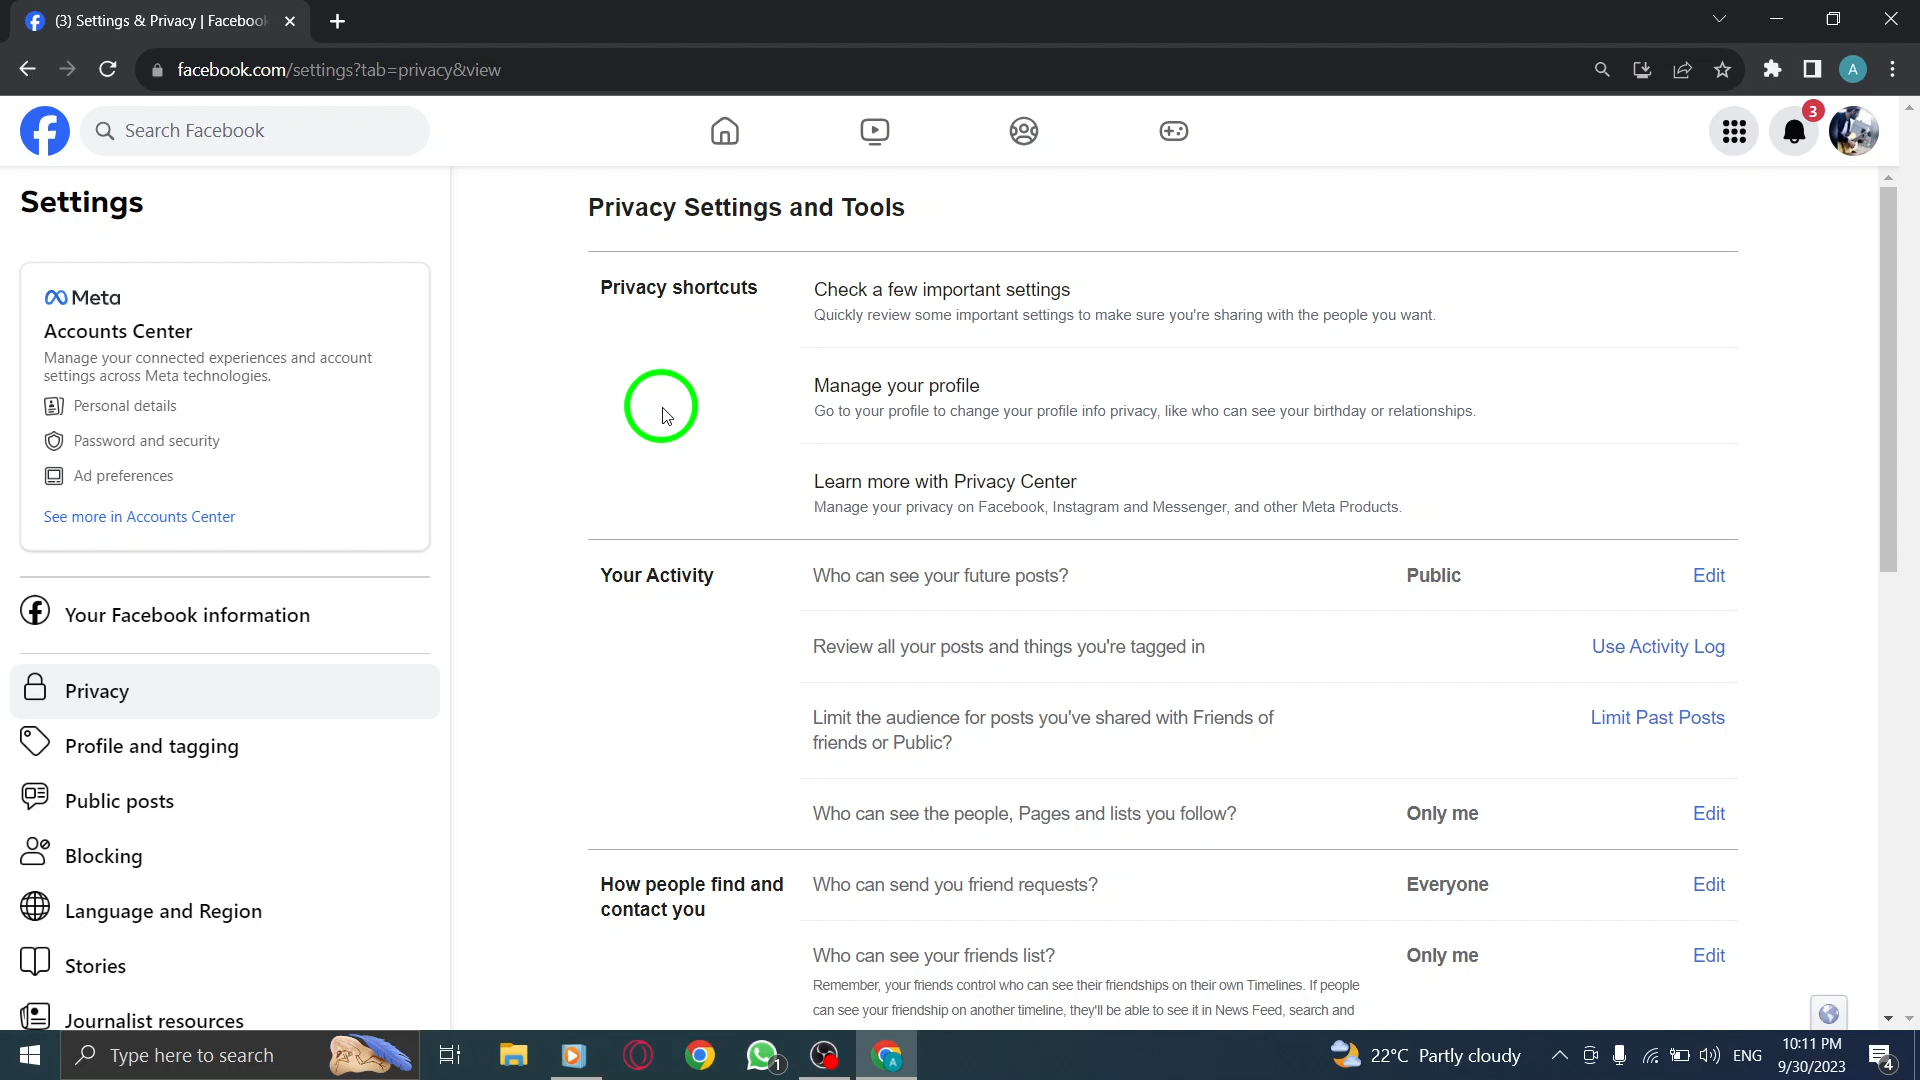 (3) Settings & Privacy | Facebook
facebook.com/settings?tab=privacy&view
A
Search Facebook
3
Settings
Meta
Accounts Center
Manage your connected experiences and account
settings across Meta technologies.
Personal details
Password and security
Ad preferences
See more in Accounts Center
Your Facebook information
Privacy
Profile and tagging
Public posts
Blocking
Language and Region
Stories
Journalist resources
Privacy Settings and Tools
Privacy shortcuts
Check a few important settings
Quickly review some important settings to make sure you're sharing with the people you want.
Manage your profile
Go to your profile to change your profile info privacy, like who can see your birthday or relationships.
Learn more with Privacy Center
Manage your privacy on Facebook, Instagram and Messenger, and other Meta Products.
Your Activity
Who can see your future posts? Public Edit
Review all your posts and things you're tagged in Use Activity Log
Limit the audience for posts you've shared with Friends of Limit Past Posts
friends or Public?
Who can see the people, Pages and lists you follow? Only me Edit
How people find and
contact you
Who can send you friend requests? Everyone Edit
Who can see your friends list? Only me Edit
Remember, your friends control who can see their friendships on their own Timelines. If people
can see your friendship on another timeline, they'll be able to see it in News Feed, search and
Type here to search
1
A
22°C Partly cloudy
ENG
10:11 PM
9/30/2023
4